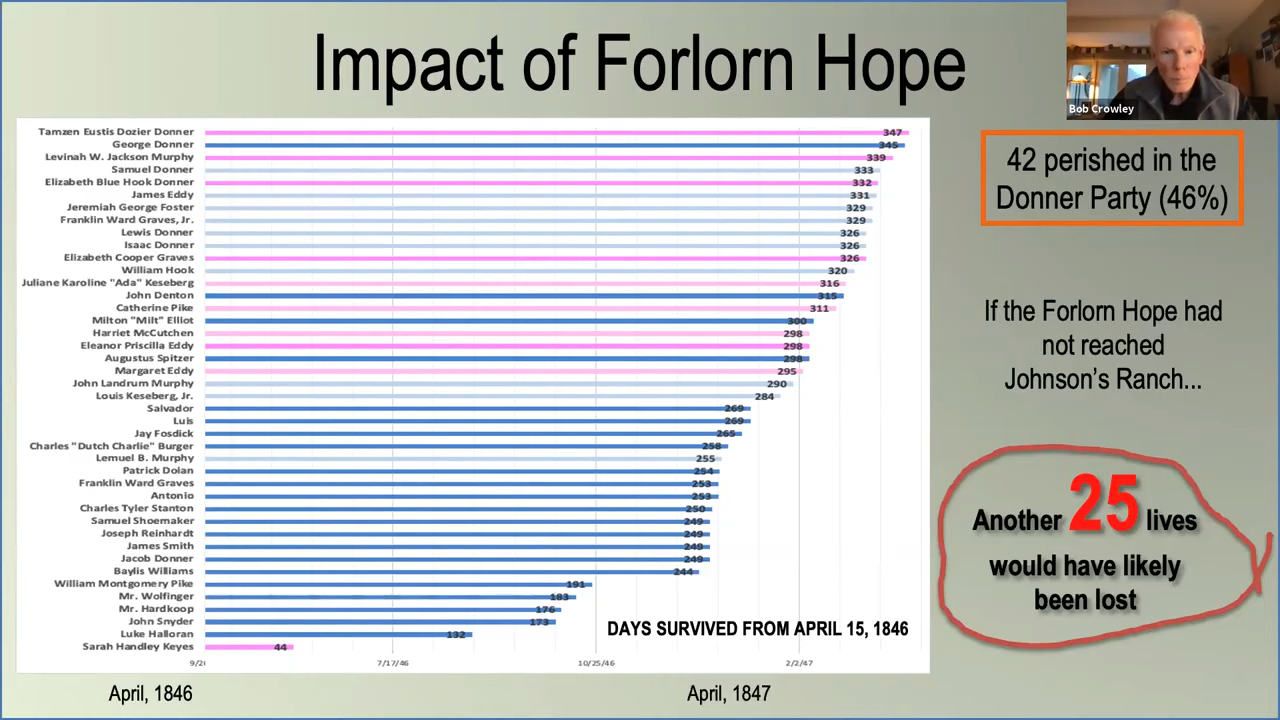 Impact of Forlorn Hope
Bob Crowley
Tamzen Eustis Dozier Donner 347
George Donner 345
Levinah W. Jackson Murphy 339
Samuel Donner 333
Elizabeth Blue Hook Donner 332
James Eddy 331
Jeremiah George Foster 329
Franklin Ward Graves, Jr. 329
Lewis Donner 326
Isaac Donner 326
Elizabeth Cooper Graves 326
William Hook 320
Juliane Karoline "Ada" Keseberg 316
John Denton 315
Catherine Pike 311
Milton "Milt" Elliot 300
Harriet McCutchen 298
Eleanor Priscilla Eddy 298
Augustus Spitzer 298
Margaret Eddy 295
John Landrum Murphy 290
Louis Keseberg, Jr. 284
Salvador 269
Luis 269
Jay Fosdick 265
Charles "Dutch Charlie" Burger 258
Lemuel B. Murphy 255
Patrick Dolan 254
Franklin Ward Graves 253
Antonio 253
Charles Tyler Stanton 250
Samuel Shoemaker 249
Joseph Reinhardt 249
James Smith 249
Jacob Donner 249
Baylis Williams 244
William Montgomery Pike 191
Mr. Wolfinger 183
Mr. Hardkoop 176
John Snyder 173
Luke Halloran 132
Sarah Handley Keyes 44
DAYS SURVIVED FROM APRIL 15, 1846
7/17/46 10/25/46 2/2/47
April, 1846 April, 1847
42 perished in the
Donner Party (46%)
If the Forlorn Hope had
not reached
Johnson's Ranch...
Another 25 lives
would have likely
been lost